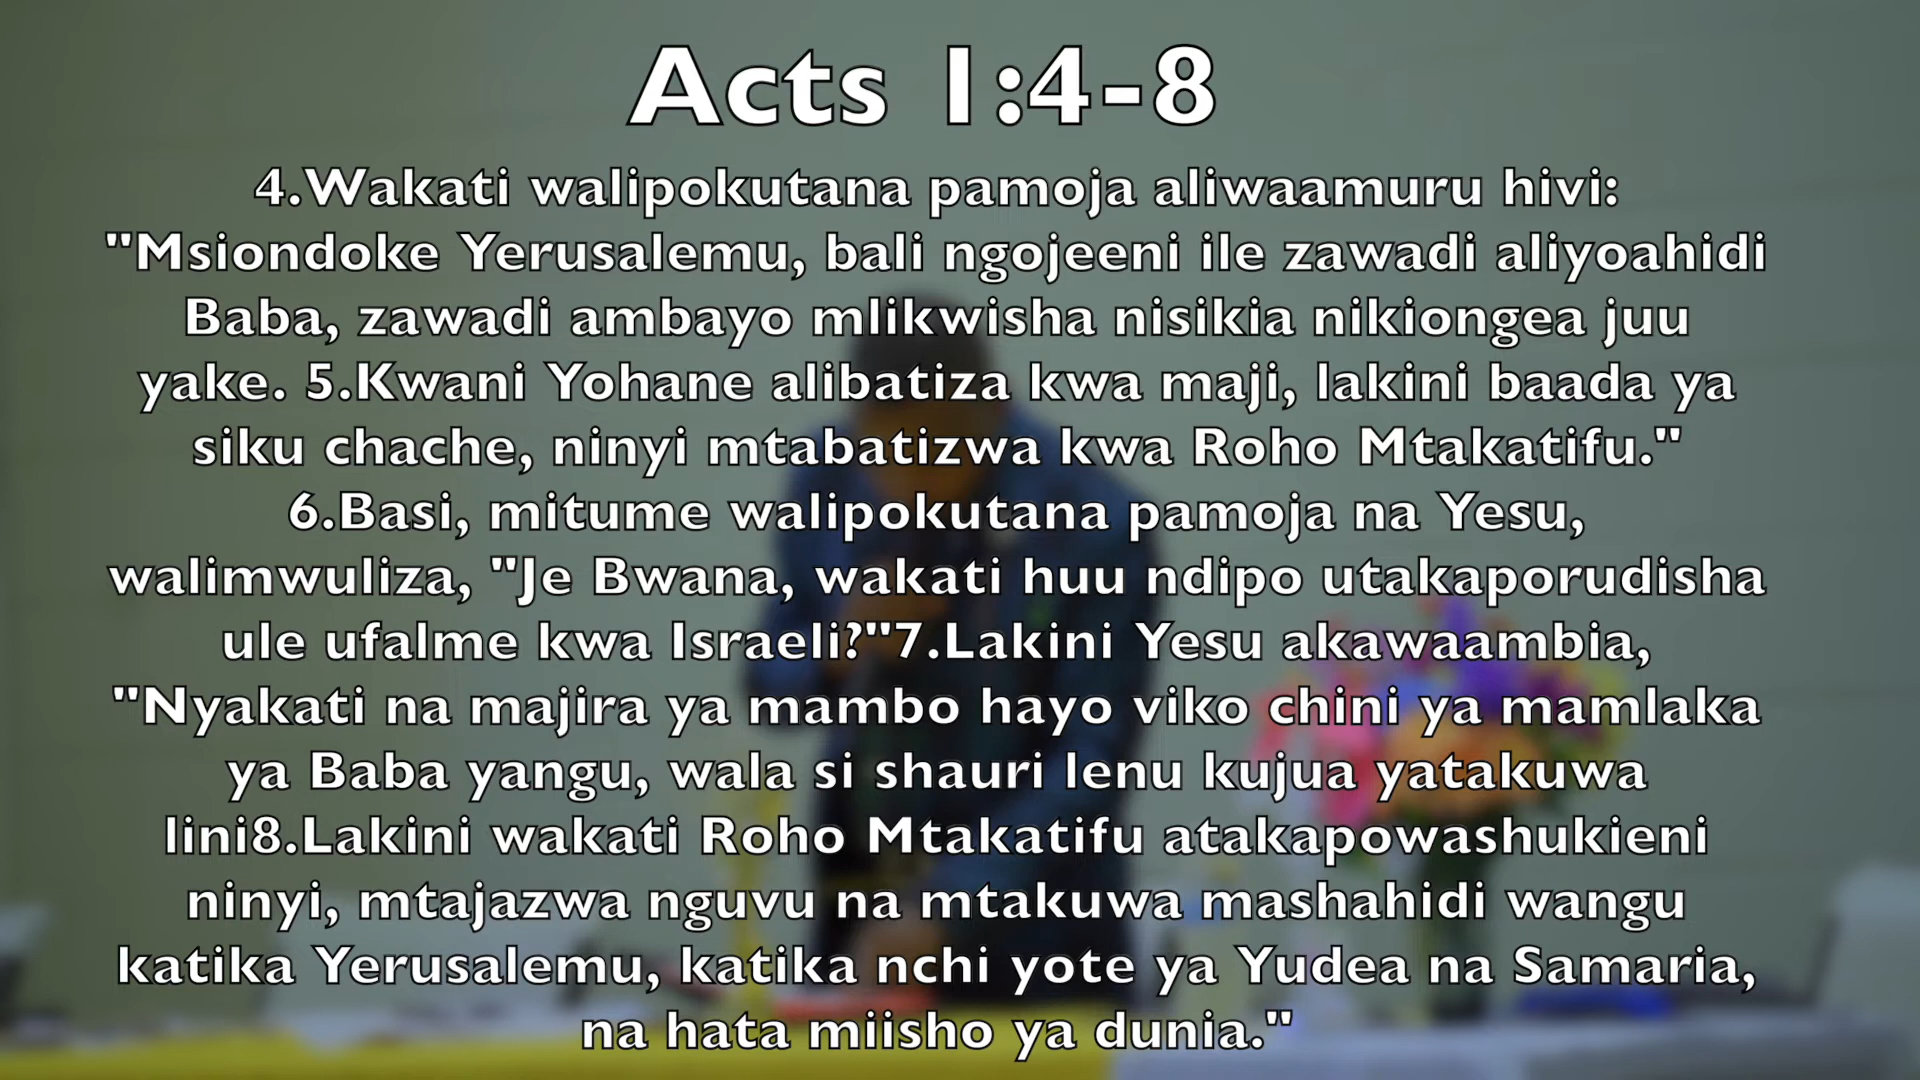 Acts 1:4-8
4.Wakati walipokutana pamoja aliwaamuru hivi:
"Msiondoke Yerusalemu, bali ngojeeni ile zawadi aliyoahidi
Baba, zawadi ambayo mlikwisha nisikia nikiongea juu
yake. 5.Kwani Yohane alibatiza kwa maji, lakini baada ya
siku chache, ninyi mtabatizwa kwa Roho Mtakatifu."
6.Basi, mitume walipokutana pamoja na Yesu,
walimwuliza, "Je Bwana, wakati huu ndipo utakaporudisha
ule ufalme kwa Israeli?"7.Lakini Yesu akawaambia,
"Nyakati na majira ya mambo hayo viko chini ya mamlaka
ya Baba yangu, wala si shauri lenu kujua yatakuwa
lini8.Lakini wakati Roho Mtakatifu atakapowashukieni
ninyi, mtajazwa nguvu na mtakuwa mashahidi wangu
katika Yerusalemu, katika nchi yote ya Yudea na Samaria,
na hata miisho ya dunia."